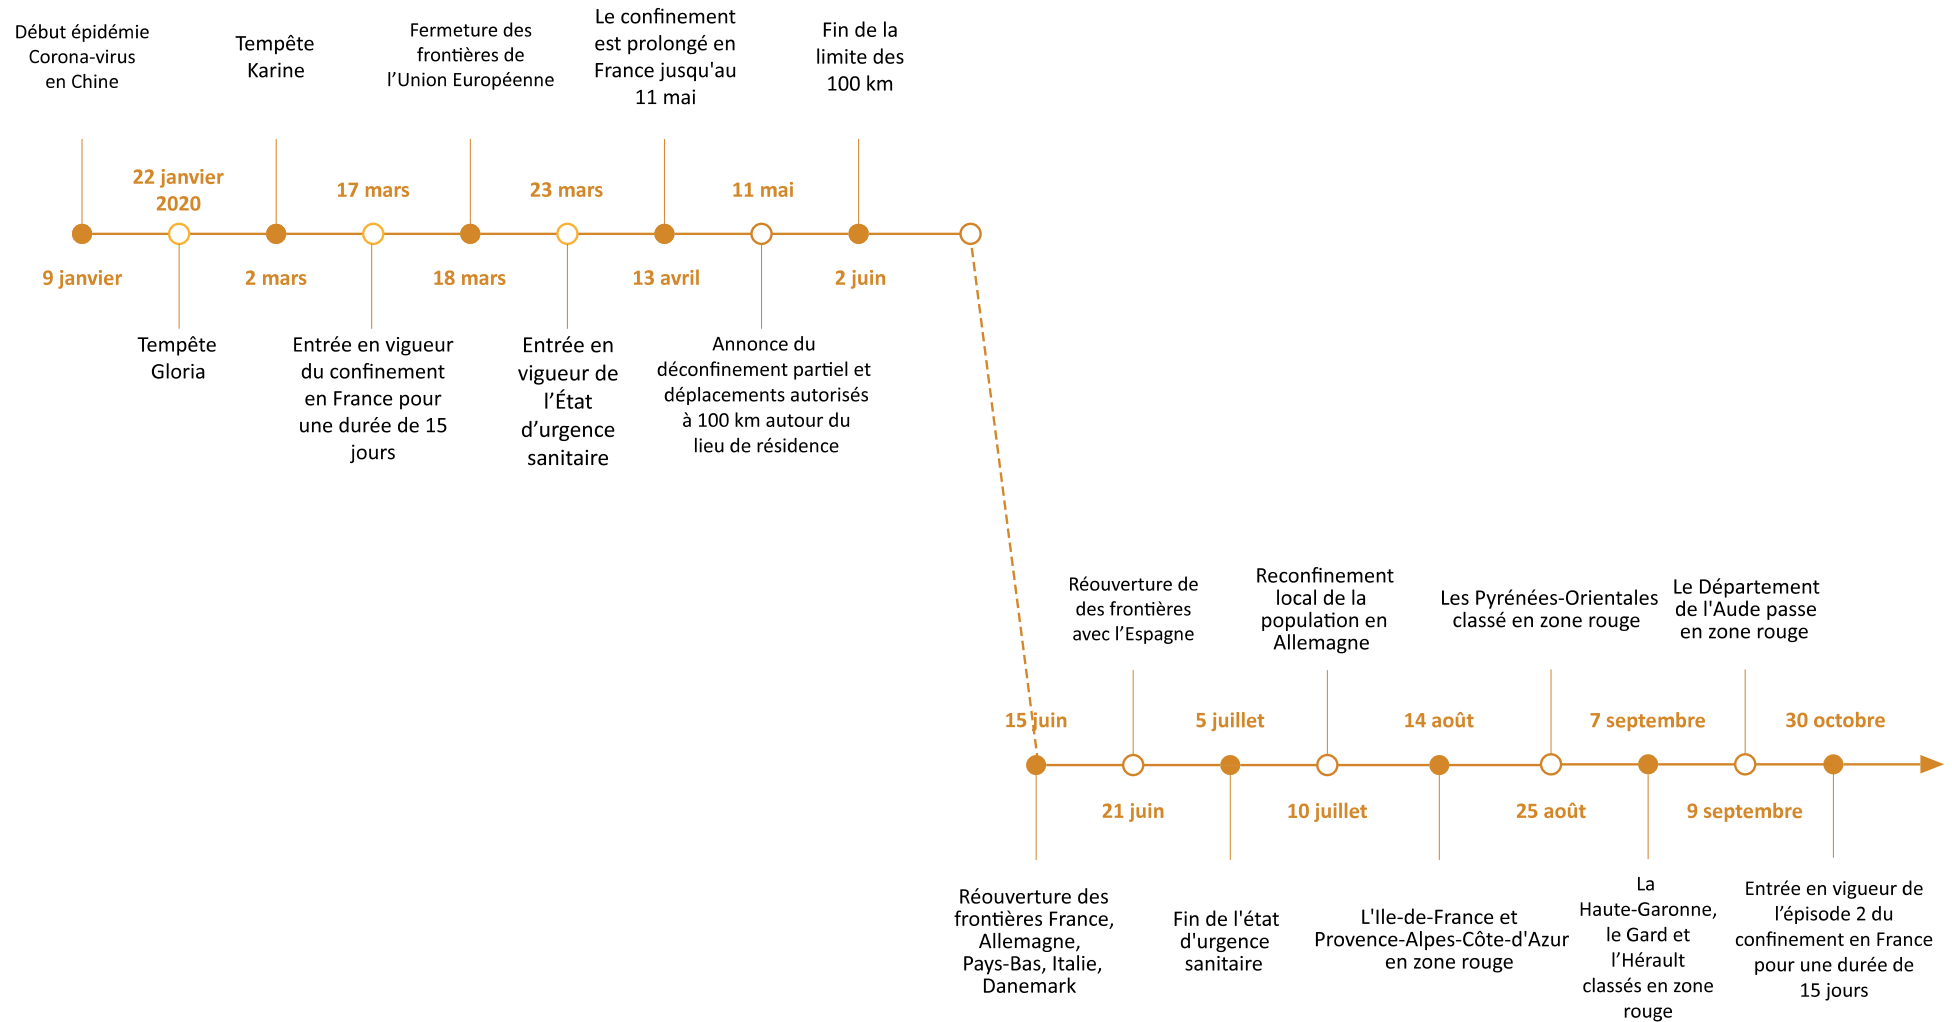 Début épidémie
Corona-virus
en Chine
9 janvier
22 janvier
2020
Tempête
Gloria
Tempête
Karine
2 mars
17 mars
Entrée en vigueur
du confinement
en France pour
une durée de 15
jours
Fermeture des
frontières de
l’Union Européenne
18 mars
23 mars
Entrée en
vigueur de
l’État
d’urgence
sanitaire
Le confinement
est prolongé en
France jusqu'au
11 mai
13 avril
11 mai
Annonce du
déconfinement partiel et
déplacements autorisés
à 100 km autour du
lieu de résidence
Fin de la
limite des
100 km
2 juin
15 juin
Réouverture des
frontières France,
Allemagne,
Pays-Bas, Italie,
Danemark
Réouverture de
des frontières
avec l’Espagne
21 juin
5 juillet
Fin de l'état
d'urgence
sanitaire
Reconfinement
local de la
population en
Allemagne
10 juillet
14 août
L'Ile-de-France et
Provence-Alpes-Côte-d'Azur
en zone rouge
Les Pyrénées-Orientales
classé en zone rouge
25 août
7 septembre
La
Haute-Garonne,
le Gard et
l’Hérault
classés en zone
rouge
Le Département
de l'Aude passe
en zone rouge
9 septembre
30 octobre
Entrée en vigueur de
l’épisode 2 du
confinement en France
pour une durée de
15 jours